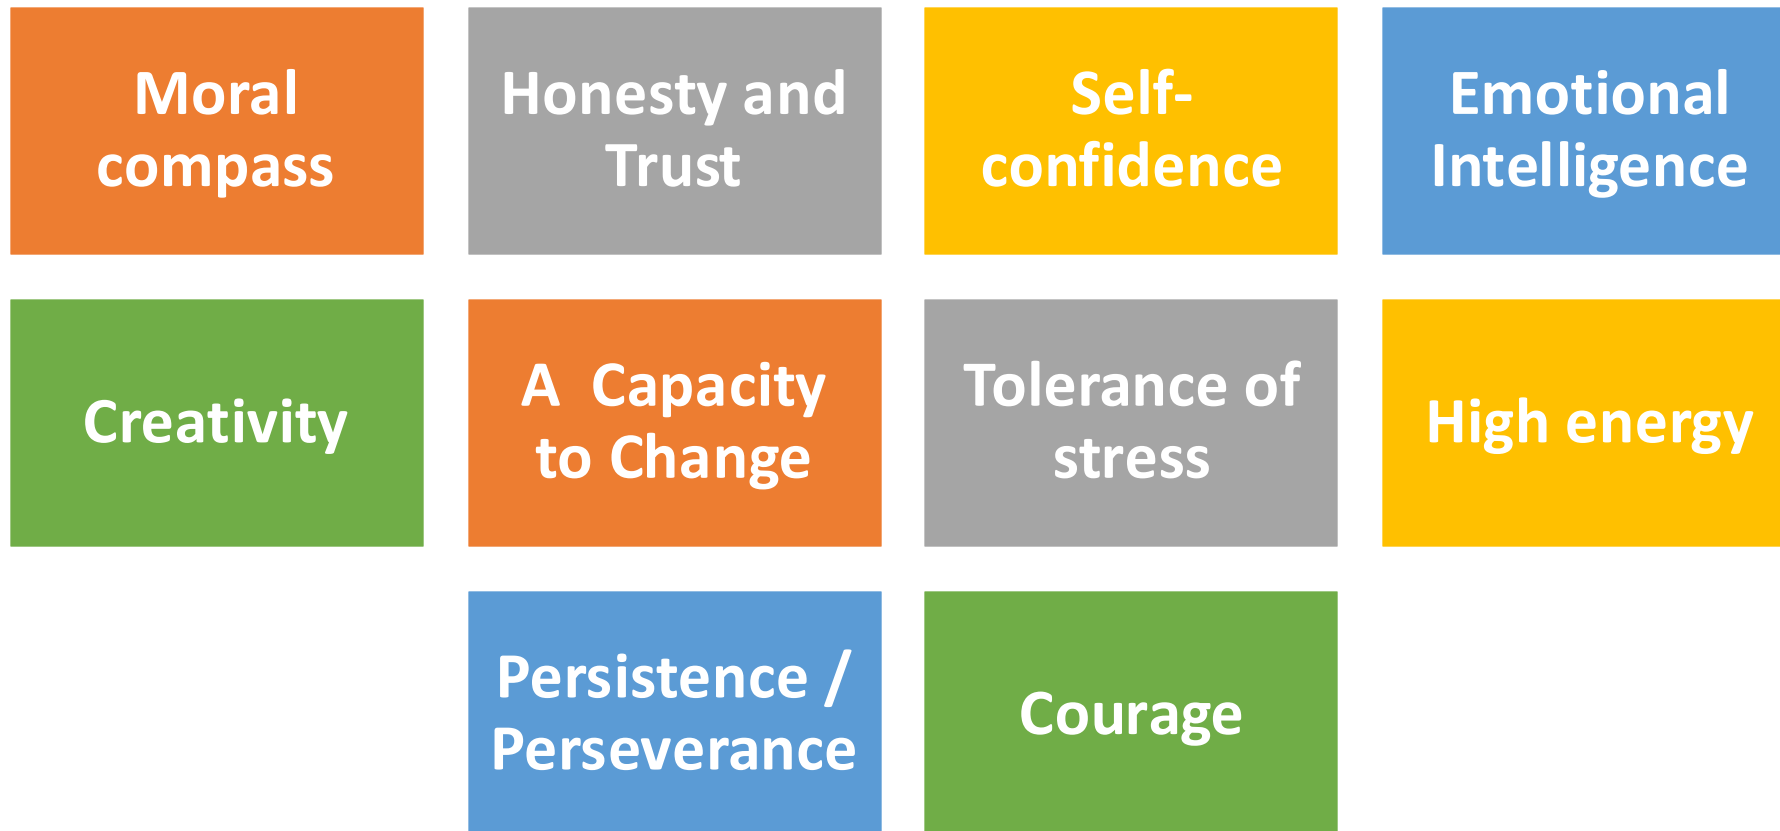 Moral
compass
Honesty and
Trust
Self-
confidence
Emotional
Intelligence
Creativity
A  Capacity
to Change
Tolerance of
stress
High energy
Persistence /
Perseverance
Courage